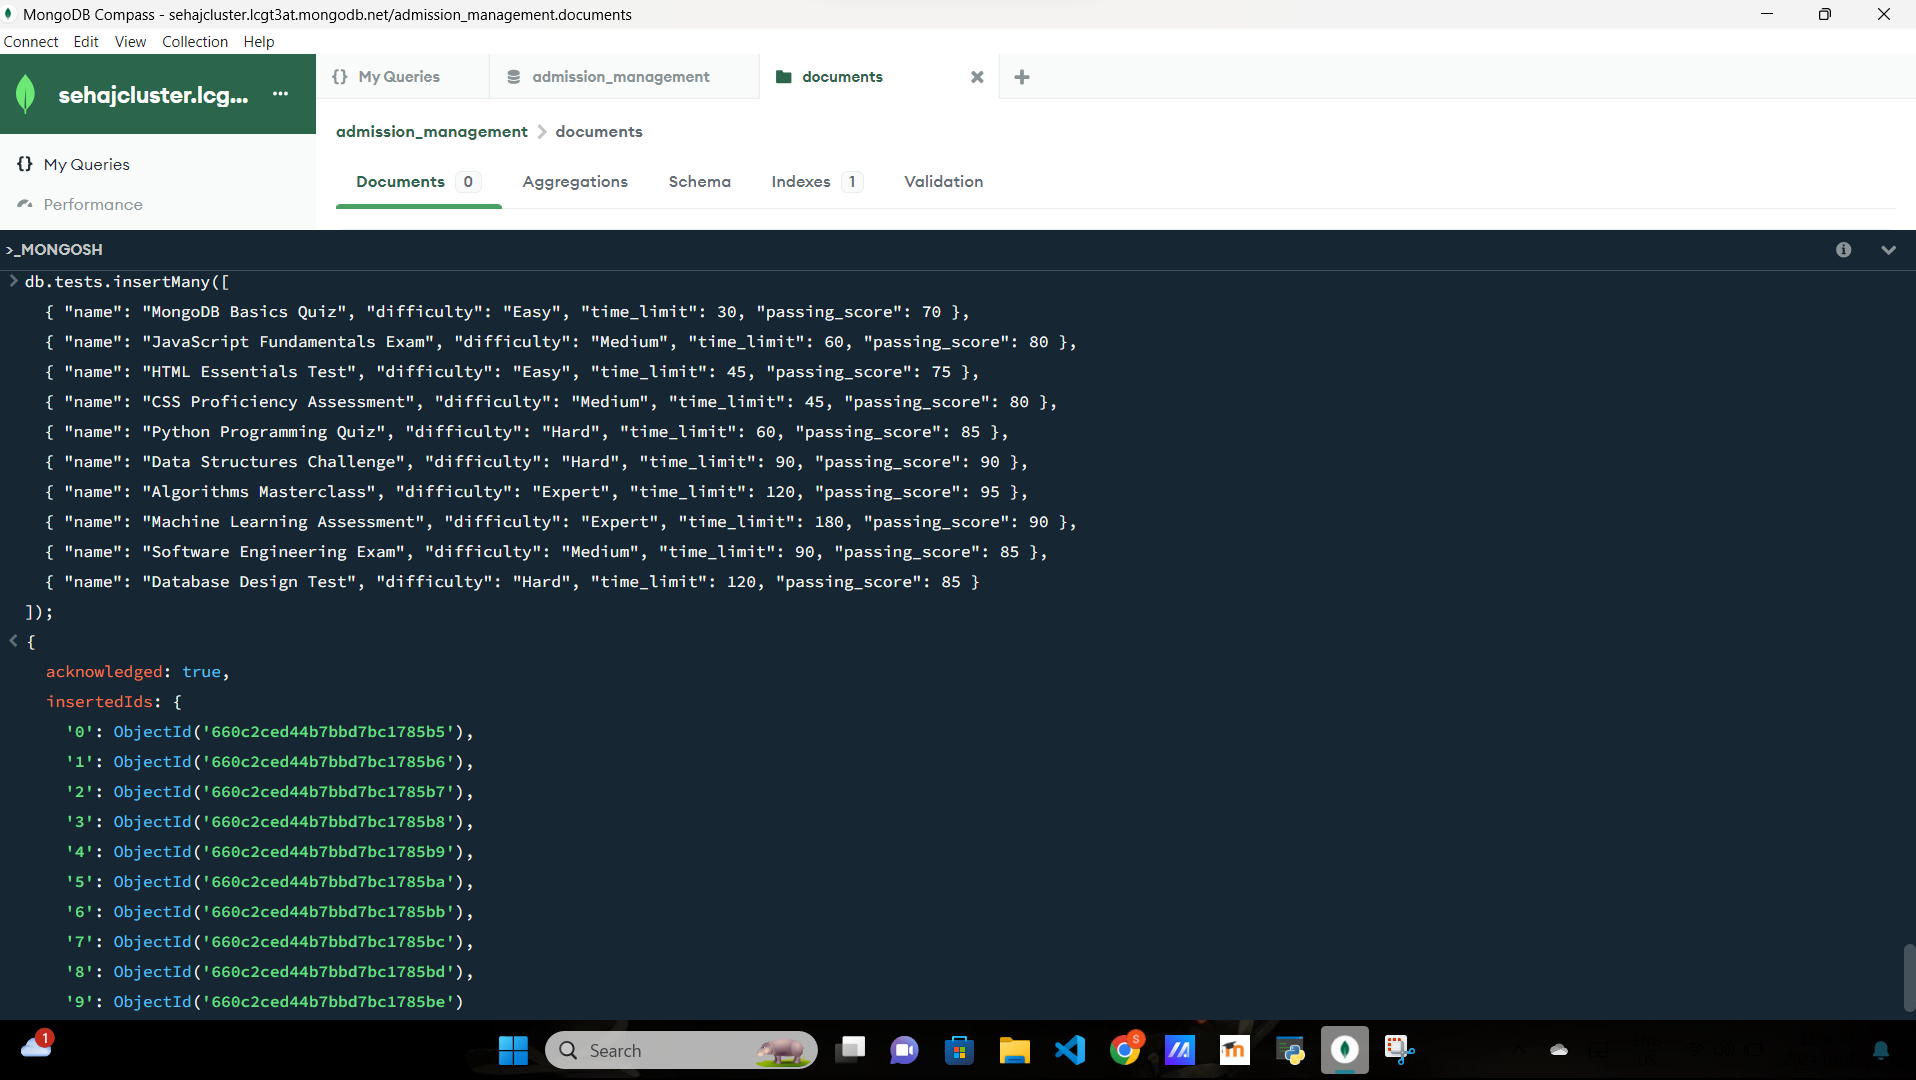 MongoDB Compass - sehajcluster.lcgt3at.mongodb.net/admission_management.documents
Connect Edit View Collection Help
sehajcluster.lcg... ...
{} My Queries
admission_management
documents
admission_management > documents
{} My Queries
Performance
Documents 0 Aggregations Schema Indexes 1 Validation
>_MONGOSH
> db.tests.insertMany([
{ "name": "MongoDB Basics Quiz", "difficulty": "Easy", "time_limit": 30, "passing_score": 70 },
{ "name": "JavaScript Fundamentals Exam", "difficulty": "Medium", "time_limit": 60, "passing_score": 80 },
{ "name": "HTML Essentials Test", "difficulty": "Easy", "time_limit": 45, "passing_score": 75 },
{ "name": "CSS Proficiency Assessment", "difficulty": "Medium", "time_limit": 45, "passing_score": 80 },
{ "name": "Python Programming Quiz", "difficulty": "Hard", "time_limit": 60, "passing_score": 85 },
{ "name": "Data Structures Challenge", "difficulty": "Hard", "time_limit": 90, "passing_score": 90 },
{ "name": "Algorithms Masterclass", "difficulty": "Expert", "time_limit": 120, "passing_score": 95 },
{ "name": "Machine Learning Assessment", "difficulty": "Expert", "time_limit": 180, "passing_score": 90 },
{ "name": "Software Engineering Exam", "difficulty": "Medium", "time_limit": 90, "passing_score": 85 },
{ "name": "Database Design Test", "difficulty": "Hard", "time_limit": 120, "passing_score": 85 }
]);
< {
acknowledged: true,
insertedIds: {
'0': ObjectId('660c2ced44b7bbd7bc1785b5'),
'1': ObjectId('660c2ced44b7bbd7bc1785b6'),
'2': ObjectId('660c2ced44b7bbd7bc1785b7'),
'3': ObjectId('660c2ced44b7bbd7bc1785b8'),
'4': ObjectId('660c2ced44b7bbd7bc1785b9'),
'5': ObjectId('660c2ced44b7bbd7bc1785ba'),
'6': ObjectId('660c2ced44b7bbd7bc1785bb'),
'7': ObjectId('660c2ced44b7bbd7bc1785bc'),
'8': ObjectId('660c2ced44b7bbd7bc1785bd'),
'9': ObjectId('660c2ced44b7bbd7bc1785be')
1
Search
S